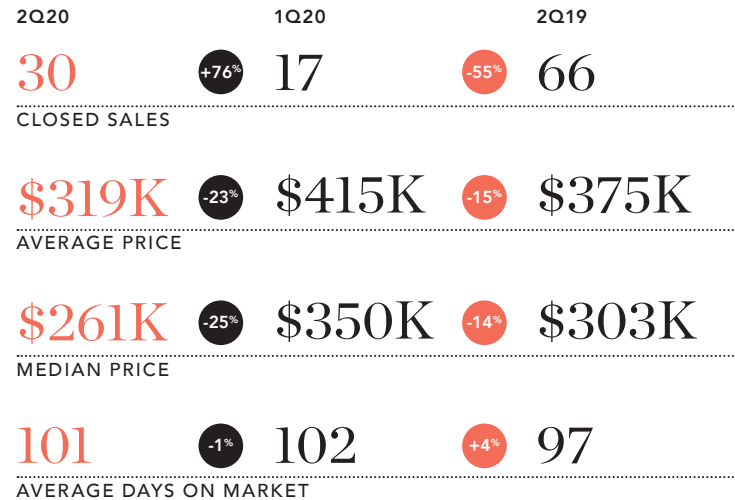 2Q20 1Q20 2Q19
30 +76% 17 -55% 66
CLOSED SALES
$319K -23% $415K -15% $375K
AVERAGE PRICE
$261K -25% $350K -14% $303K
MEDIAN PRICE
101 -1% 102 +4% 97
AVERAGE DAYS ON MARKET